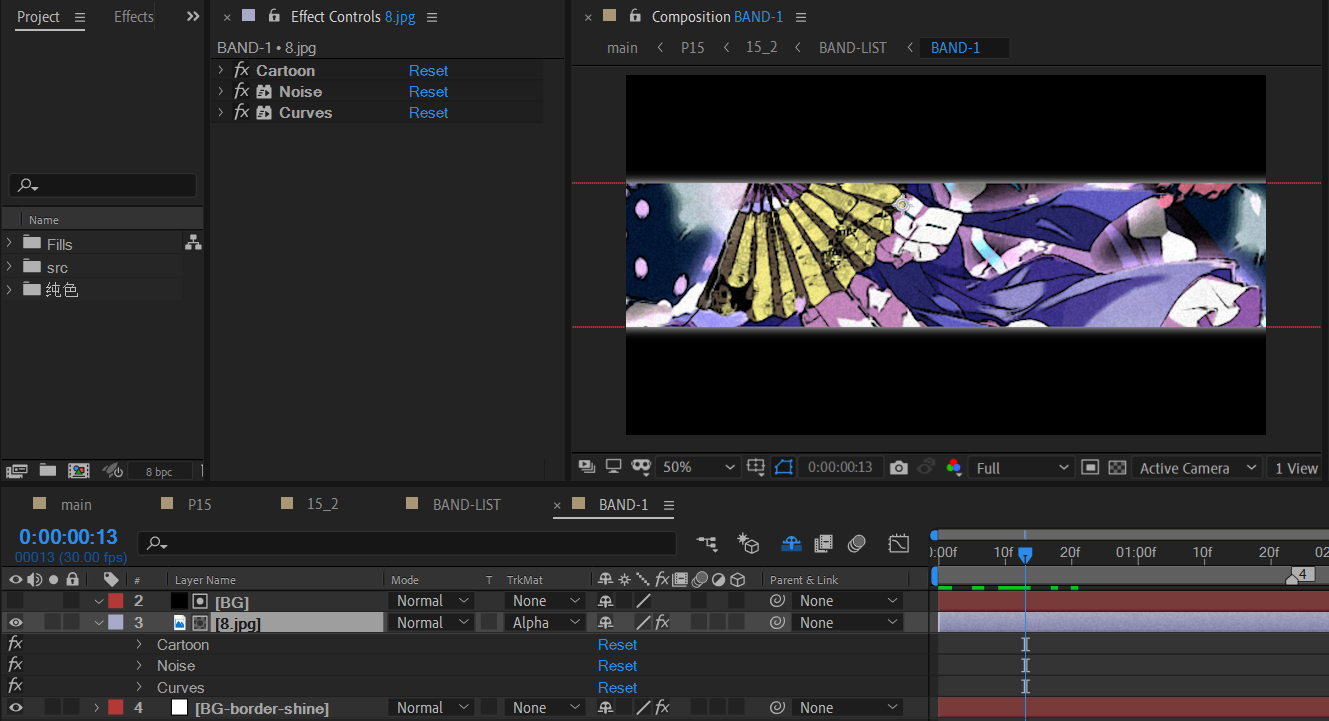 Project
Effects
Effect Controls 8.jpg
Composition BAND-1
BAND-1 • 8.jpg
main < P15 < 15_2 < BAND-LIST < BAND-1
fx Cartoon Reset
fx Noise Reset
fx Curves Reset
Name
Fills
src
纯色
8 bpc
50%
0:00:00:13
Full
Active Camera
1 View
main
P15
15_2
BAND-LIST
BAND-1
0:00:00:13
00013 (30.00 fps)
:00f 10f 20f 01:00f 10f 20f 02
# Layer Name Mode T TrkMat Parent & Link
4
2 [BG] Normal None None
3 [8.jpg] Normal Alpha fx None
fx Cartoon Reset
fx Noise Reset
fx Curves Reset
4 [BG-border-shine] Normal None fx None